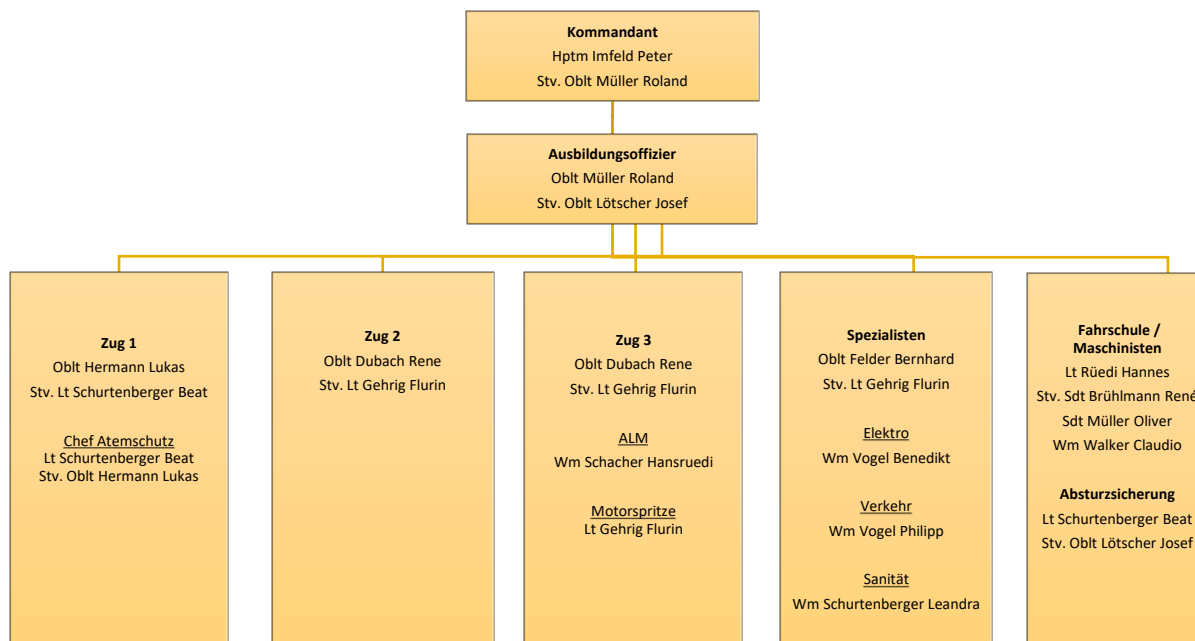 Kommandant
Hptm Imfeld Peter
Stv. Oblt Müller Roland
Ausbildungsoffizier
Oblt Müller Roland
Stv. Oblt Lötscher Josef
Zug 1
Oblt Hermann Lukas
Stv. Lt Schurtenberger Beat
Chef Atemschutz
Lt Schurtenberger Beat
Stv. Oblt Hermann Lukas
Zug 2
Oblt Dubach Rene
Stv. Lt Gehrig Flurin
Zug 3
Oblt Dubach Rene
Stv. Lt Gehrig Flurin
ALM
Wm Schacher Hansruedi
Motorspritze
Lt Gehrig Flurin
Spezialisten
Oblt Felder Bernhard
Stv. Lt Gehrig Flurin
Elektro
Wm Vogel Benedikt
Verkehr
Wm Vogel Philipp
Sanität
Wm Schurtenberger Leandra
Fahrschule /
Maschinisten
Lt Rüedi Hannes
Stv. Sdt Brühlmann René
Sdt Müller Oliver
Wm Walker Claudio
Absturzsicherung
Lt Schurtenberger Beat
Stv. Oblt Lötscher Josef